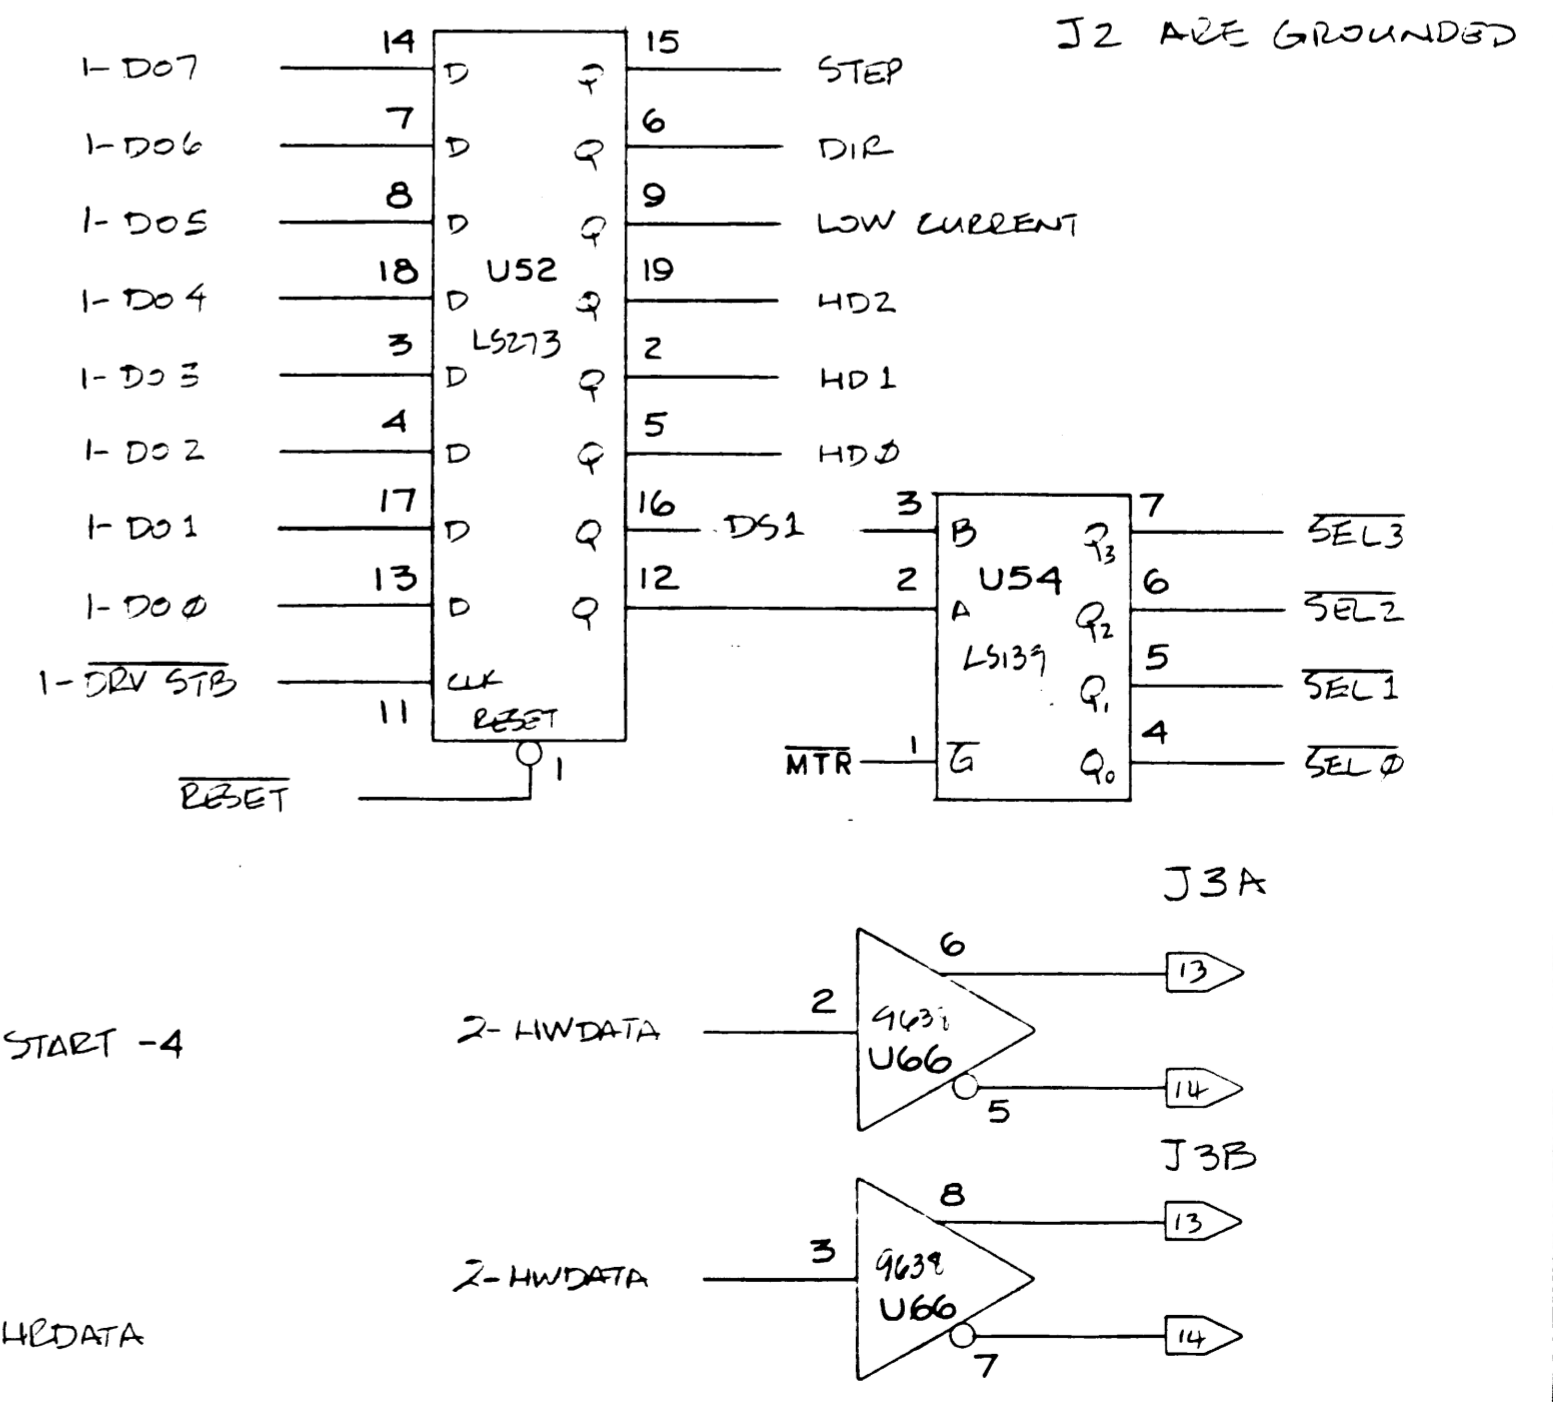 J2 ARE GROUNDED
1-DO7 14 D Q 15 STEP
1-DO6 7 D Q 6 DIR
1-DO5 8 D Q 9 LOW CURRENT
1-DO4 18 D U52 Q 19 HD2
1-DO3 3 D LS273 Q 2 HD1
1-DO2 4 D Q 5 HDØ
1-DO1 17 D Q 16 DS1 3 B Q3 7 SEL3
1-DOØ 13 D Q 12 2 A U54 Q2 6 SEL2
LS139
1-DRV STB 11 CLK Q1 5 SEL1
RESET
MTR 1 G Q0 4 SELØ
RESET 1
J3A
6 13
START -4
2-HWDATA 2 9638
U66
5 14
J3B
8 13
2-HWDATA 3 9638
U66
7 14
HRDATA